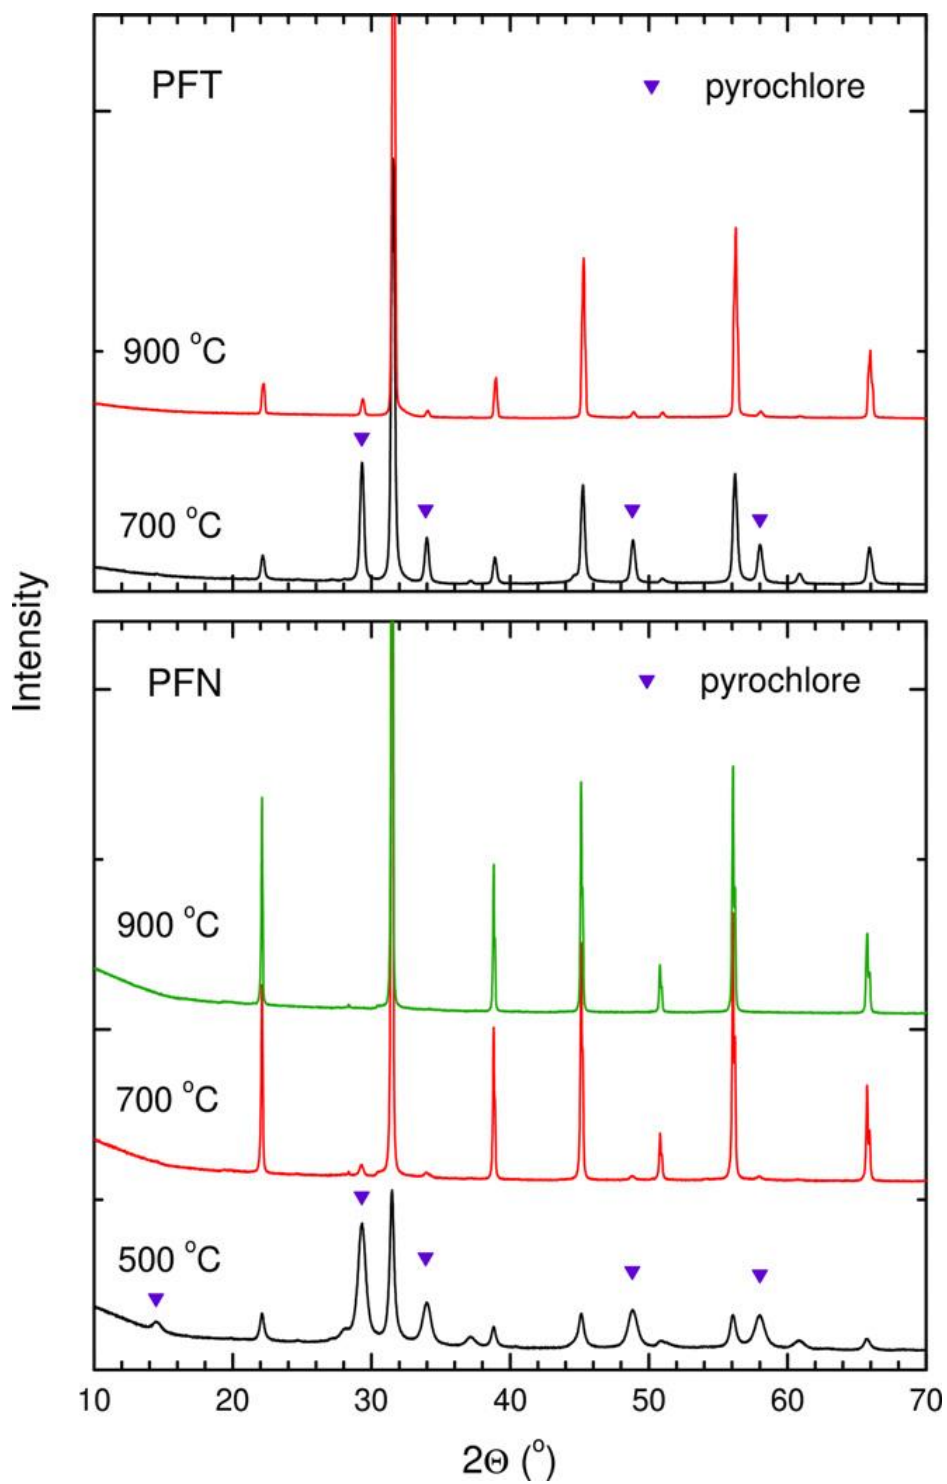 PFT
▼ pyrochlore
900 °C
700 °C
Intensity
PFN
▼ pyrochlore
900 °C
700 °C
500 °C
10 20 30 40 50 60 70
2Θ (°)